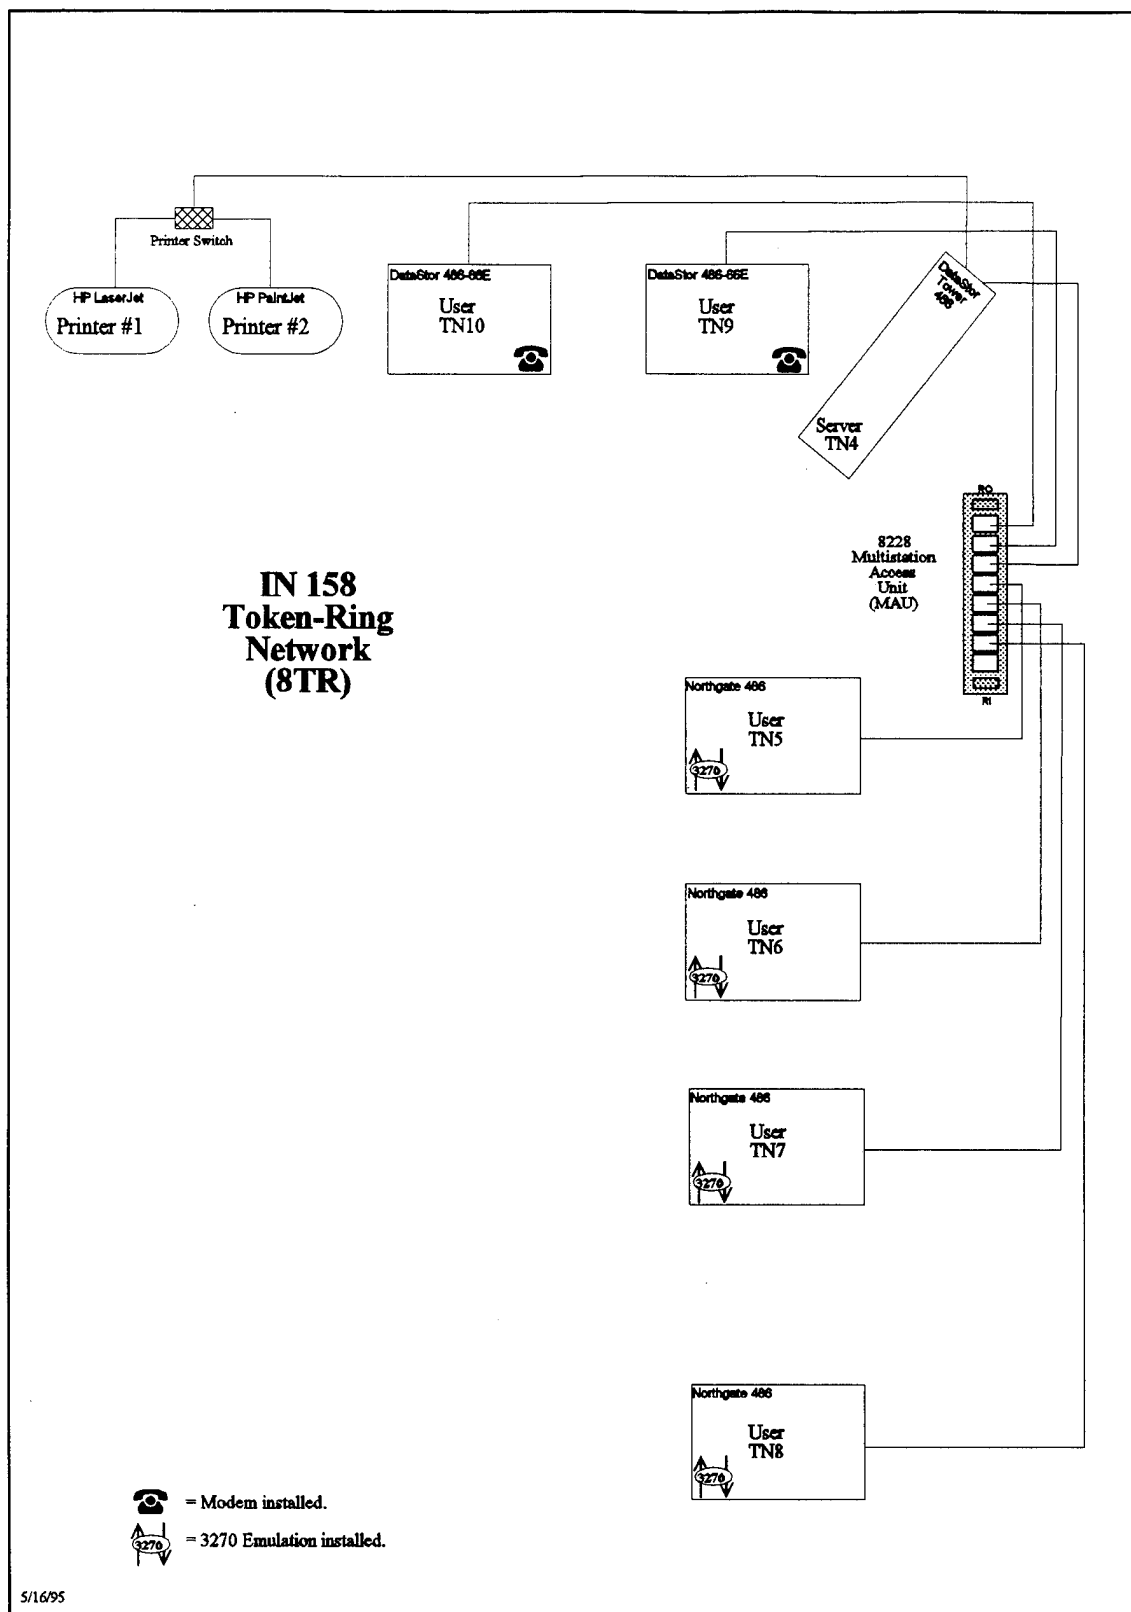 Printer Switch
HP LaserJet
Printer #1
HP PaintJet
Printer #2
DataStor 486-66E
User
TN10
DataStor 486-66E
User
TN9
DataStor
Tower
486
Server
TN4
RO
8228
Multistation
Access
Unit
(MAU)
RI
IN 158
Token-Ring
Network
(8TR)
Northgate 486
User
TN5
3270
Northgate 486
User
TN6
3270
Northgate 486
User
TN7
3270
Northgate 486
User
TN8
3270
= Modem installed.
3270
= 3270 Emulation installed.
5/16/95